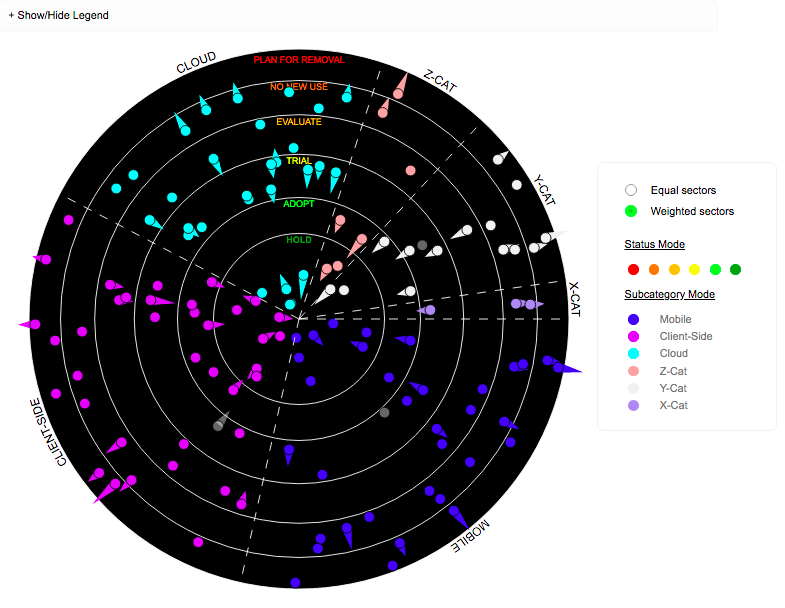 + Show/Hide Legend
CLOUD
PLAN FOR REMOVAL
Z-CAT
NO NEW USE
EVALUATE
TRIAL
Y-CAT
ADOPT
HOLD
X-CAT
CLIENT-SIDE
MOBILE
Equal sectors
Weighted sectors
Status Mode
Subcategory Mode
Mobile
Client-Side
Cloud
Z-Cat
Y-Cat
X-Cat